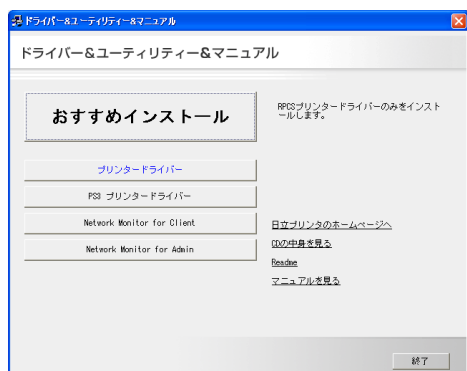 ドライバー&ユーティリティー&マニュアル
ドライバー&ユーティリティー&マニュアル
おすすめインストール
RPCSプリンタードライバーのみをインスト
ールします。
プリンタードライバー
PS3 プリンタードライバー
Network Monitor for Client
Network Monitor for Admin
日立プリンタのホームページへ
CDの中身を見る
Readme
マニュアルを見る
終了